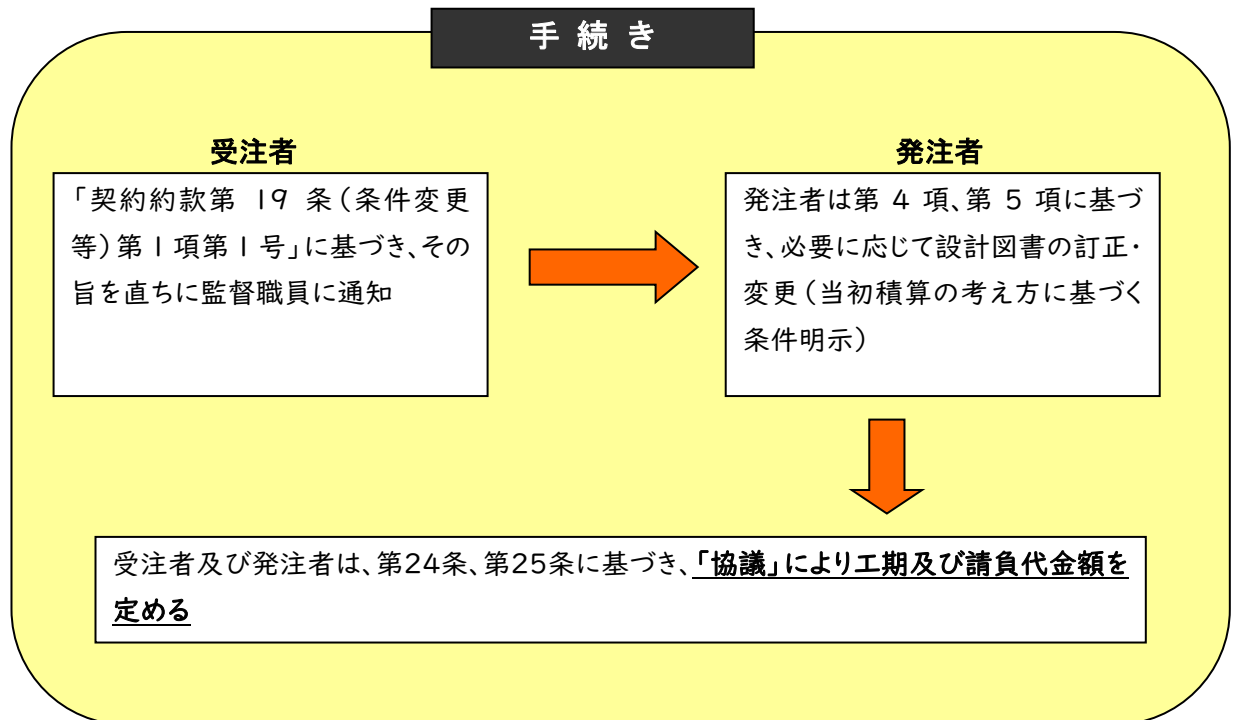 手 続 き
受注者
「契約約款第 19 条（条件変更
等）第１項第１号」に基づき、その
旨を直ちに監督職員に通知
発注者
発注者は第 4 項、第 5 項に基づ
き、必要に応じて設計図書の訂正・
変更（当初積算の考え方に基づく
条件明示）
受注者及び発注者は、第24条、第25条に基づき、「協議」により工期及び請負代金額を
定める